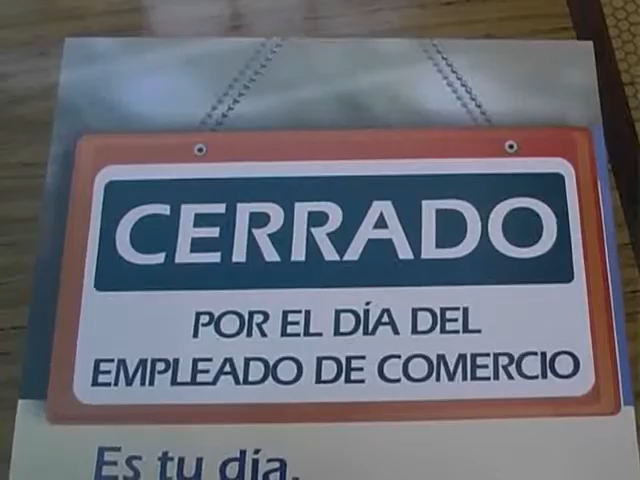 CERRADO
POR EL DÍA DEL
EMPLEADO DE COMERCIO
Es tu día.